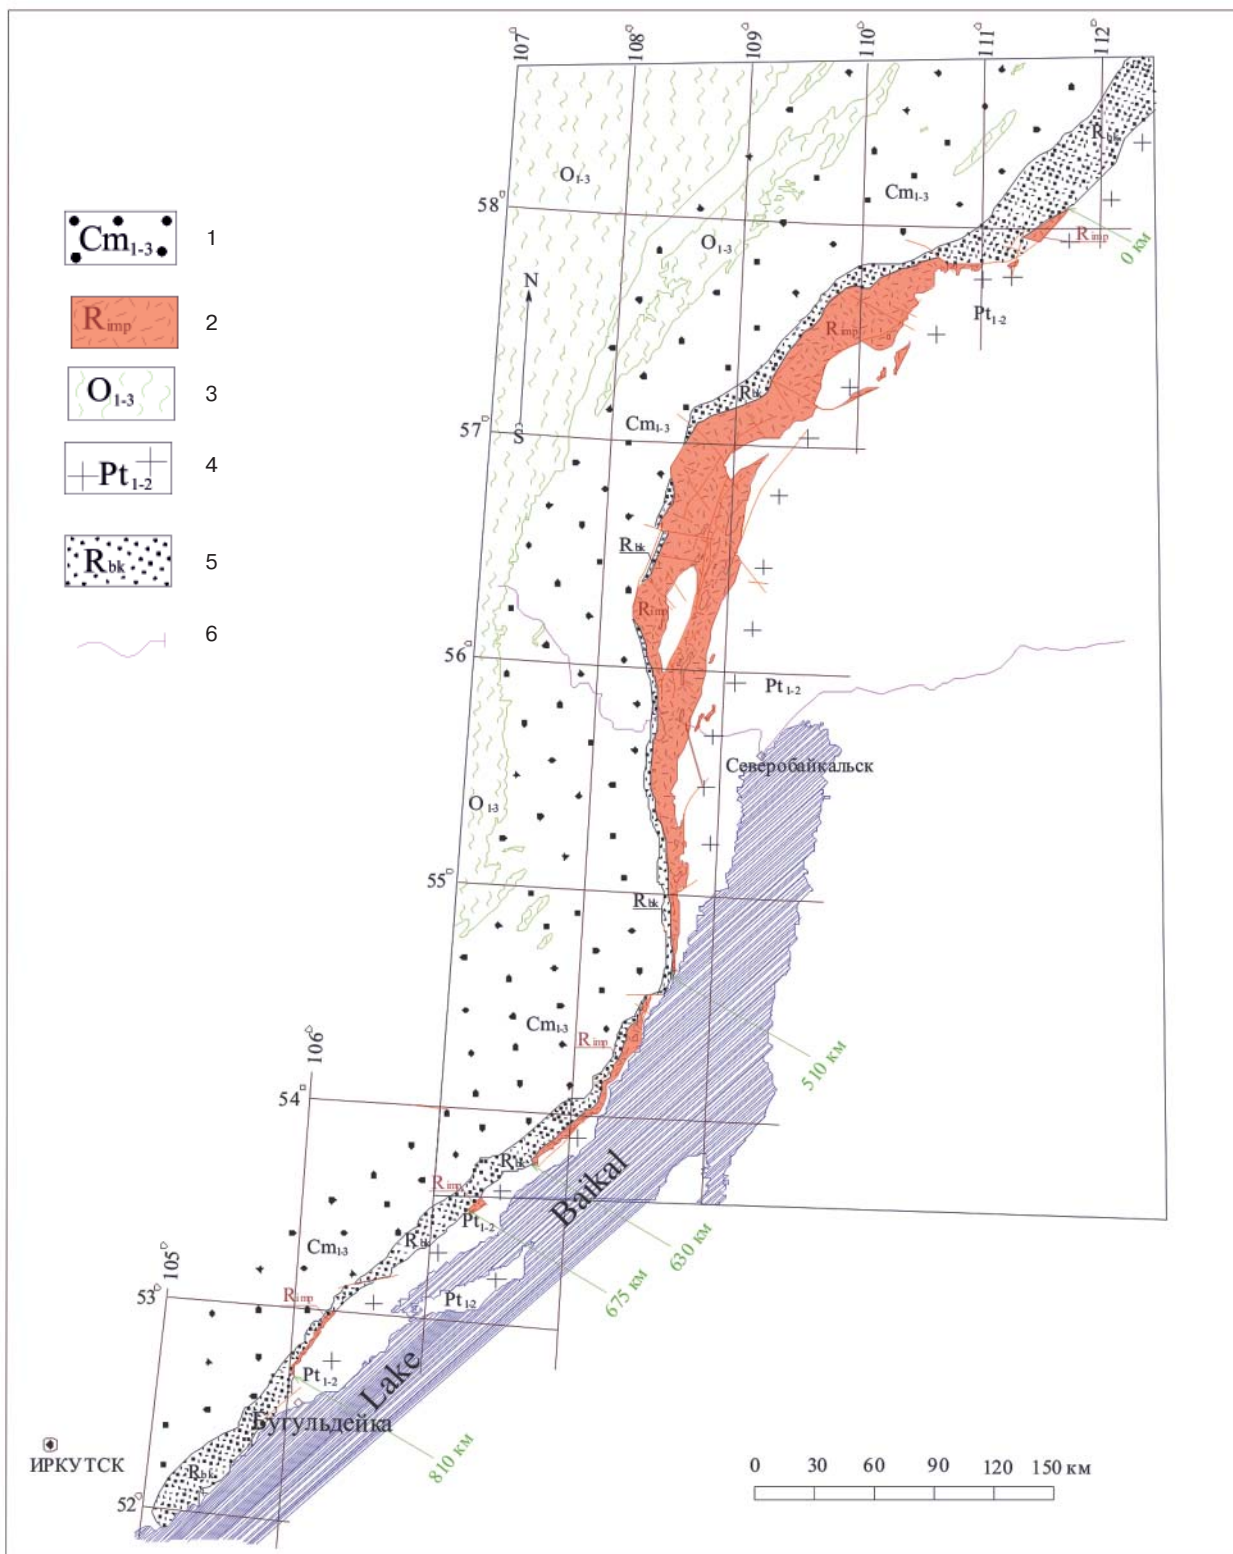 107°
108°
109°
110°
111°
112°
Rbk
O1-3
Cm1-3
58°
O1-3
Rimp
0 км
Cm1-3 1
N
Pt1-2
Rimp 2
Rimp
O1-3 3
Rbk
57°
Cm1-3
S
Pt1-2 4
Rbk 5
Rbk
Rimp
6
56°
Pt1-2
Северобайкальск
O1-3
55°
Rbk
Cm1-3
106°
Rimp
510 км
54°
Rimp
Baikal
Pt1-2
Rbk
Cm1-3
630 км
105°
53°
Rimp
675 км
Pt1-2
Pt1-2
Lake
Бугульдейка
ИРКУТСК
810 км
Rbk
0 30 60 90 120 150 км
52°